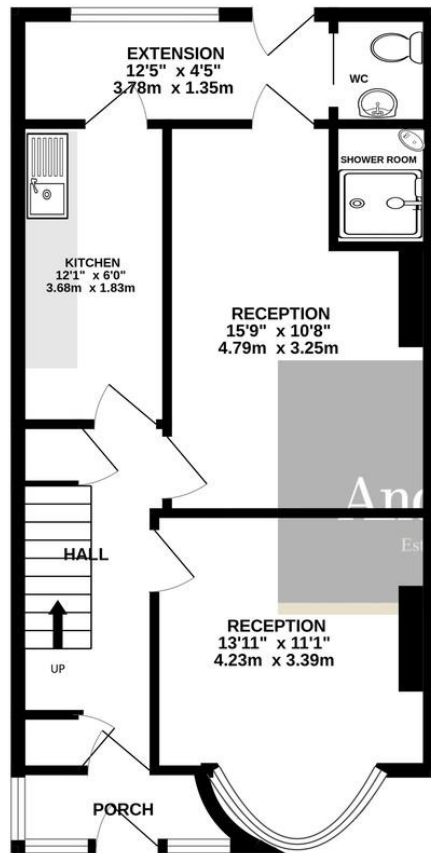 EXTENSION
12'5" x 4'5"
3.78m x 1.35m
WC
SHOWER ROOM
KITCHEN
12'1" x 6'0"
3.68m x 1.83m
RECEPTION
15'9" x 10'8"
4.79m x 3.25m
HALL
UP
RECEPTION
13'11" x 11'1"
4.23m x 3.39m
PORCH